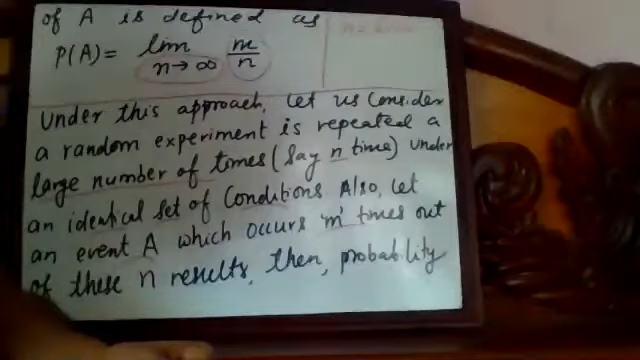 of A is defined as
P(A) = lim m/n
n→∞
Under this approach, let us Consider
a random experiment is repeated a
large number of times (say n time) under
an identical set of Conditions Also, let
an event A which occurs 'm' times out
of these n results, then, probability